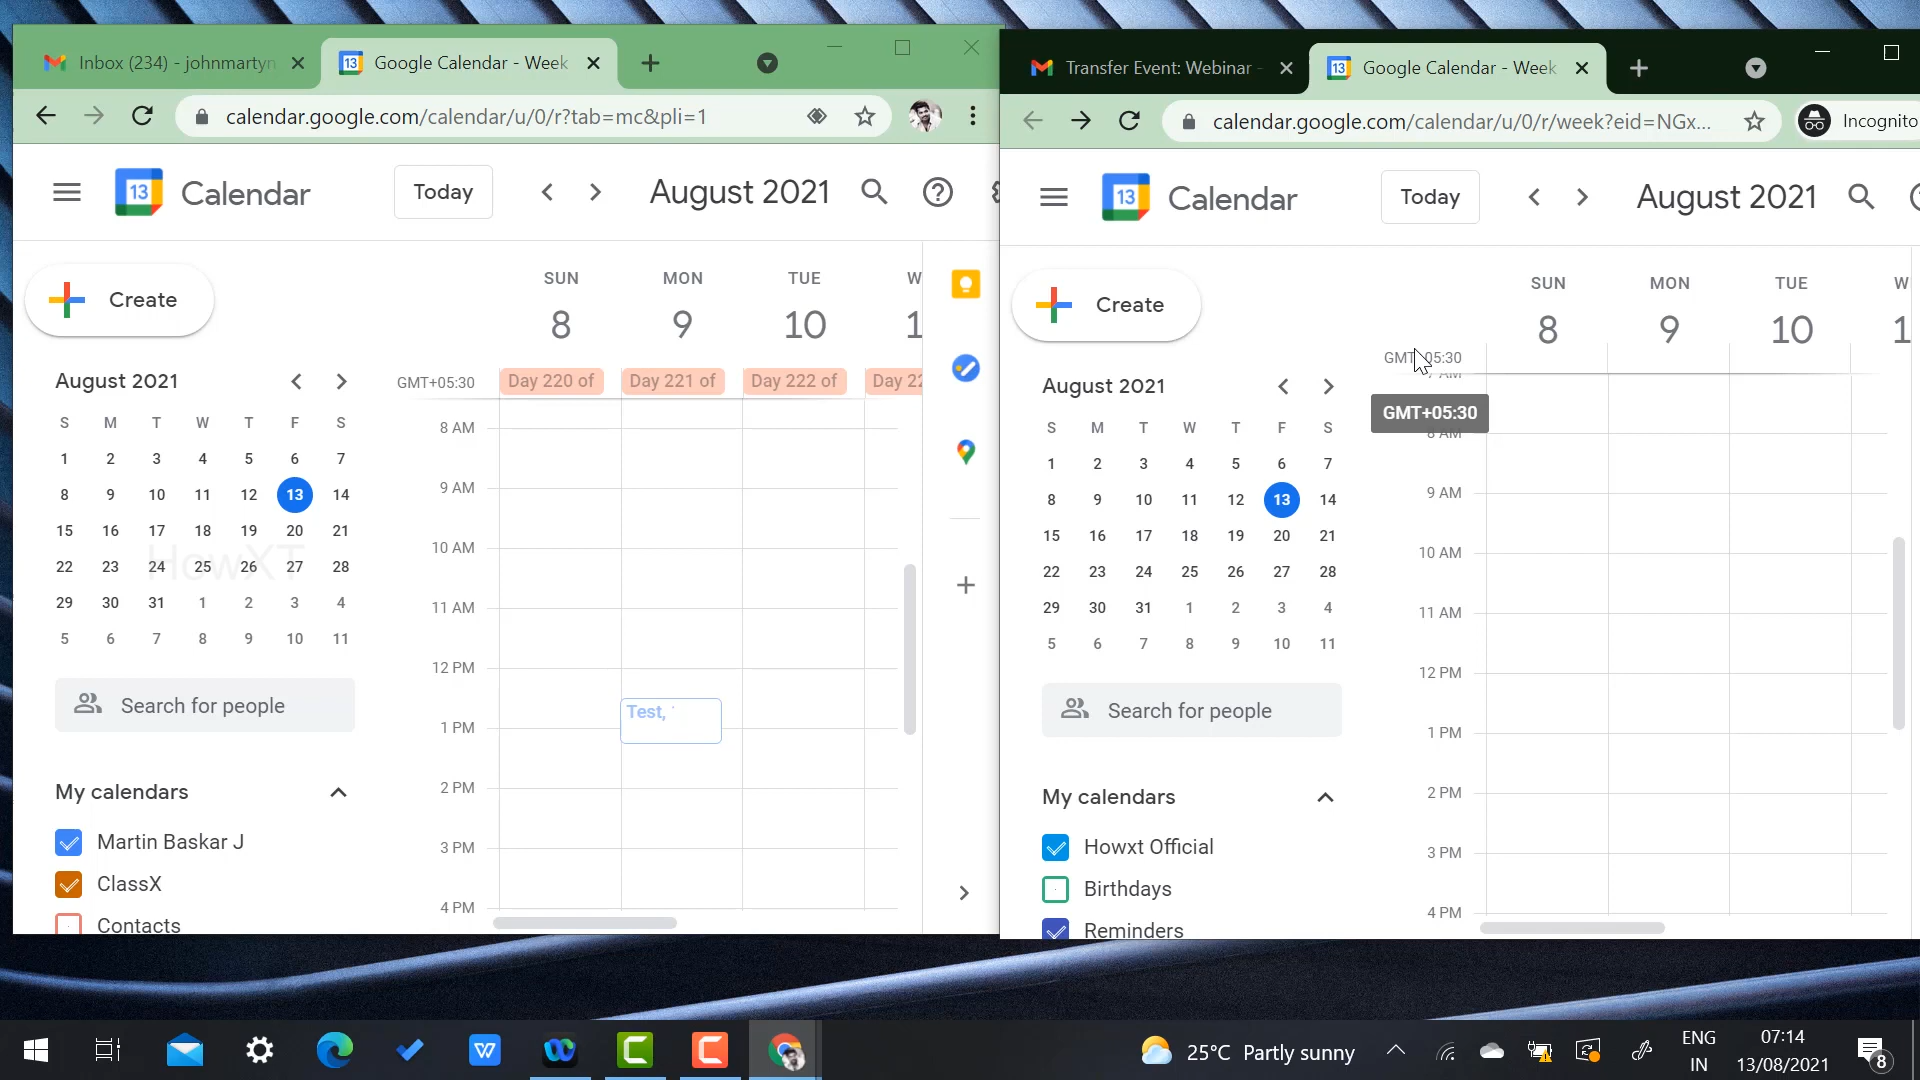 Inbox (234) - johnmartyn
Google Calendar - Week
calendar.google.com/calendar/u/0/r?tab=mc&pli=1
13
Calendar
Today
August 2021
Create
SUN
MON
TUE
W
8
9
10
1
August 2021
GMT+05:30
Day 220 of
Day 221 of
Day 222 of
Day 22
S M T W T F S
1 2 3 4 5 6 7
8 9 10 11 12 13 14
15 16 17 18 19 20 21
22 23 24 25 26 27 28
29 30 31 1 2 3 4
5 6 7 8 9 10 11
HowXT
8 AM
9 AM
10 AM
11 AM
12 PM
1 PM
2 PM
3 PM
4 PM
Test,
Search for people
My calendars
Martin Baskar J
ClassX
Contacts
Transfer Event: Webinar -
Google Calendar - Week
calendar.google.com/calendar/u/0/r/week?eid=NGx...
Incognito
13
Calendar
Today
August 2021
Create
SUN
MON
TUE
W
8
9
10
1
GMT+05:30
GMT+05:30
August 2021
S M T W T F S
1 2 3 4 5 6 7
8 9 10 11 12 13 14
15 16 17 18 19 20 21
22 23 24 25 26 27 28
29 30 31 1 2 3 4
5 6 7 8 9 10 11
8 AM
9 AM
10 AM
11 AM
12 PM
1 PM
2 PM
3 PM
4 PM
Search for people
My calendars
Howxt Official
Birthdays
Reminders
25°C Partly sunny
ENG
IN
07:14
13/08/2021
8